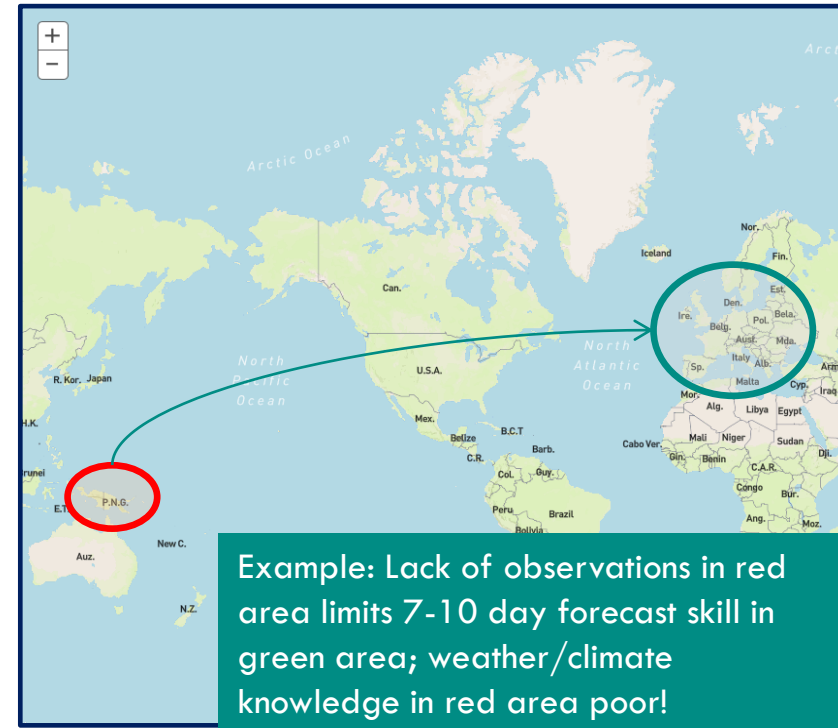 +
−
Arctic Ocean
Nor.
Fin.
Iceland
Est.
Den.
Ire.
Can.
Pol.
Bela.
Belg.
Aust.
Mda.
North
Atlantic
Ocean
Italy
Alb.
Sp.
North
Pacific
Ocean
U.S.A.
R. Kor.
Japan
Malta
Cyp.
Arm
Iraq
Mor.
Alg.
Libya
Egypt
H.K.
Mex.
Belize
B.C.T
Barb.
C.R.
Cabo Ver.
Mali
Niger
Sudan
Dji.
Gin.
Benin
C.A.R.
runei
Col.
Guy.
Congo
Bur.
P.N.G.
E.T
Peru
Brazil
Ang.
Moz.
Bolivia
New C.
Auz.
N.Z.
Example: Lack of observations in red
area limits 7-10 day forecast skill in
green area; weather/climate
knowledge in red area poor!